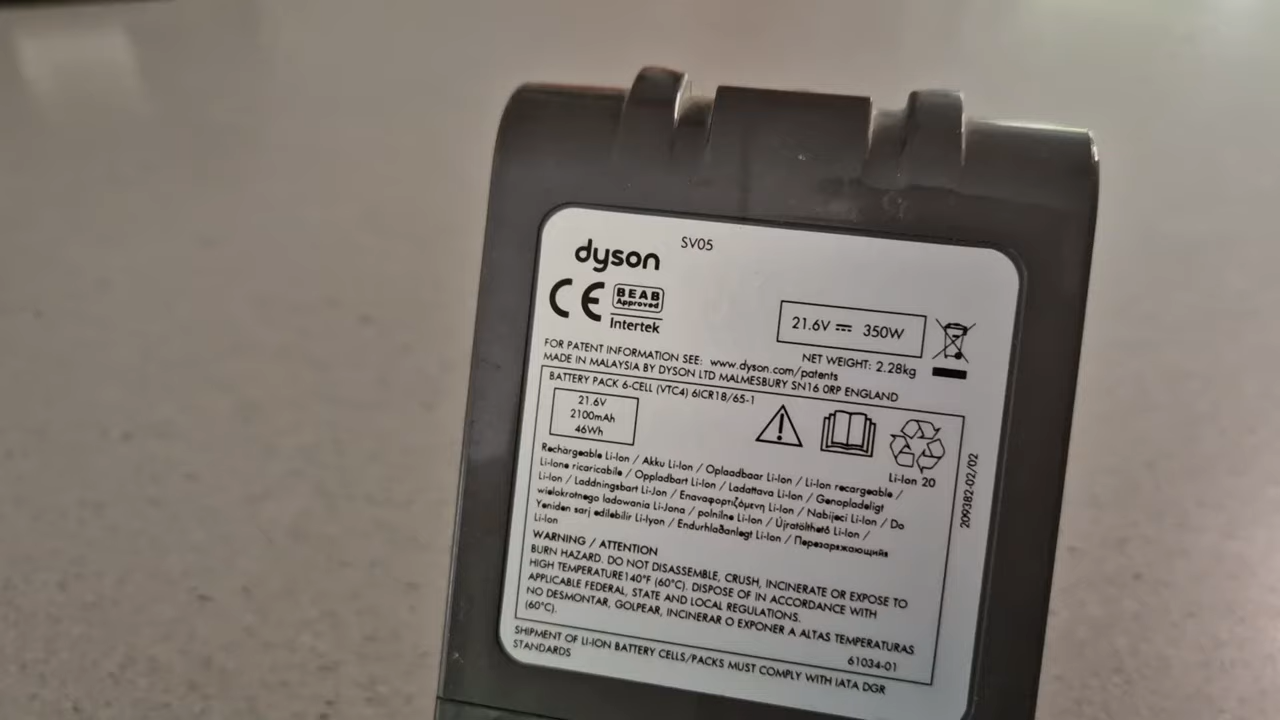 dyson
SV05
CE
BEAB
Approved
Intertek
21.6V ⎓ 350W
NET WEIGHT: 2.28kg
FOR PATENT INFORMATION SEE: www.dyson.com/patents
MADE IN MALAYSIA BY DYSON LTD MALMESBURY SN16 0RP ENGLAND
BATTERY PACK 6-CELL (VTC4) 6ICR18/65-1
21.6V
2100mAh
46Wh
Li-Ion 20
Rechargeable Li-Ion / Akku Li-Ion / Oplaadbaar Li-Ion / Li-Ion recargeable /
Li-Ione ricaricabile / Oppladbart Li-Ion / Ladattava Li-Ion / Genopladeligt
Li-Ion / Laddningsbart Li-Jon / Επαναφορτιζόμενη Li-Ion / Nabíjecí Li-Ion / Do
wielokrotnego ladowania Li-Jona / polnilne Li-Ion / Újratölthető Li-Ion /
Yeniden sarj edilebilir Li-Iyon / Endurhlaðanlegt Li-Ion / Перезаряжающийся
Li-Ion
WARNING / ATTENTION
BURN HAZARD. DO NOT DISASSEMBLE, CRUSH, INCINERATE OR EXPOSE TO
HIGH TEMPERATURE140°F (60°C). DISPOSE OF IN ACCORDANCE WITH
APPLICABLE FEDERAL, STATE AND LOCAL REGULATIONS.
NO DESMONTAR, GOLPEAR, INCINERAR O EXPONER A ALTAS TEMPERATURAS
(60°C).
61034-01
SHIPMENT OF LI-ION BATTERY CELLS/PACKS MUST COMPLY WITH IATA DGR
STANDARDS
209382-02/02